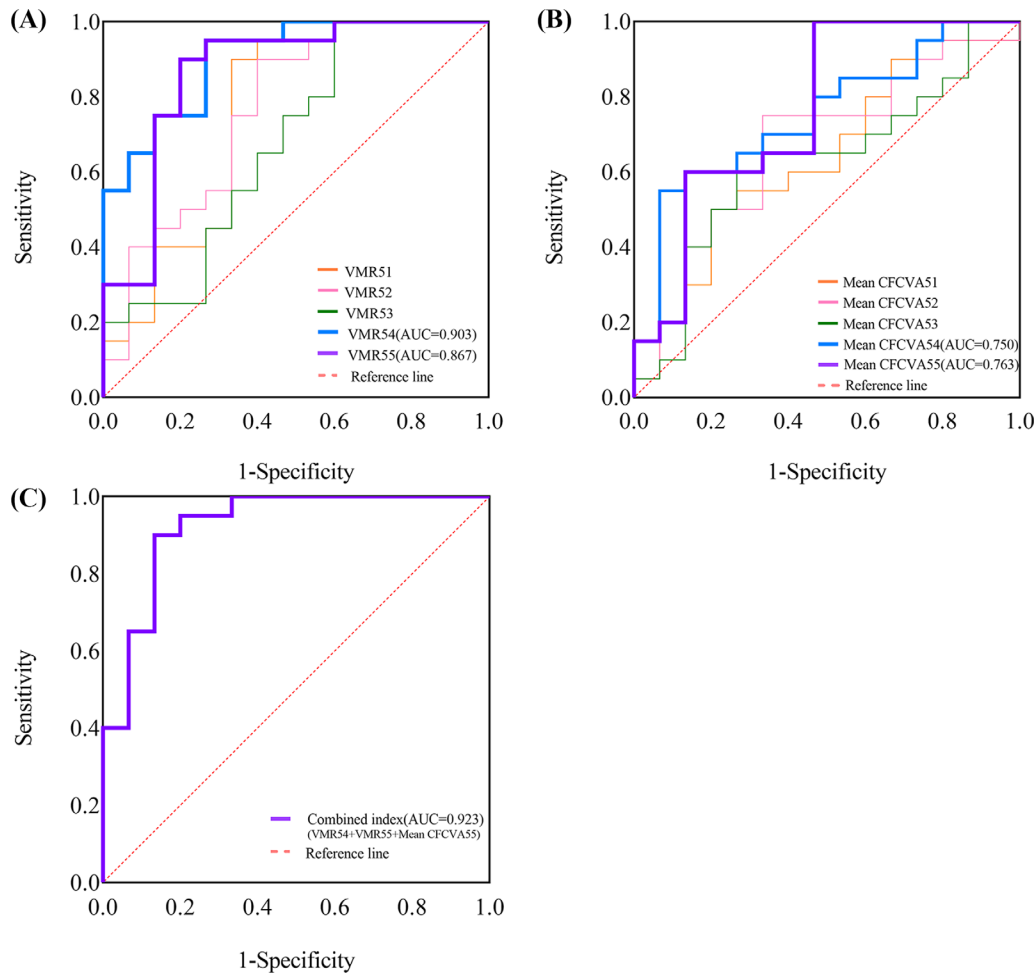 (A)
1.0
0.8
0.6
0.4
0.2
0.0
Sensitivity
VMR51
VMR52
VMR53
VMR54(AUC=0.903)
VMR55(AUC=0.867)
Reference line
0.0 0.2 0.4 0.6 0.8 1.0
1-Specificity
(B)
1.0
0.8
0.6
0.4
0.2
0.0
Sensitivity
Mean CFCVA51
Mean CFCVA52
Mean CFCVA53
Mean CFCVA54(AUC=0.750)
Mean CFCVA55(AUC=0.763)
Reference line
0.0 0.2 0.4 0.6 0.8 1.0
1-Specificity
(C)
1.0
0.8
0.6
0.4
0.2
0.0
Sensitivity
Combined index(AUC=0.923)
(VMR54+VMR55+Mean CFCVA55)
Reference line
0.0 0.2 0.4 0.6 0.8 1.0
1-Specificity